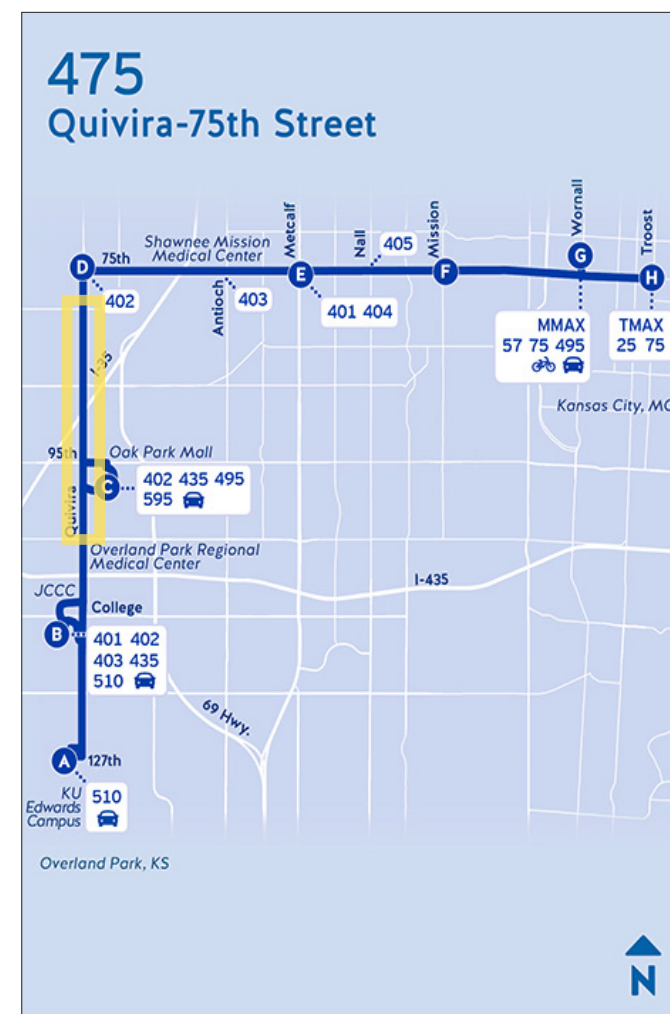 475
Quivira-75th Street
Wornall
Metcalf
Mission
Troost
Nall
405
Shawnee Mission
Medical Center
75th
D
G
E
F
H
402
Antioch
403
401 404
MMAX
57 75 495
TMAX
25 75
I-35
Kansas City, MO
95th
Oak Park Mall
C
402 435 495
595
Quivira
Overland Park Regional
Medical Center
I-435
JCCC
College
B
401 402
403 435
510
69 Hwy.
A
127th
KU
Edwards
Campus
510
Overland Park, KS
N